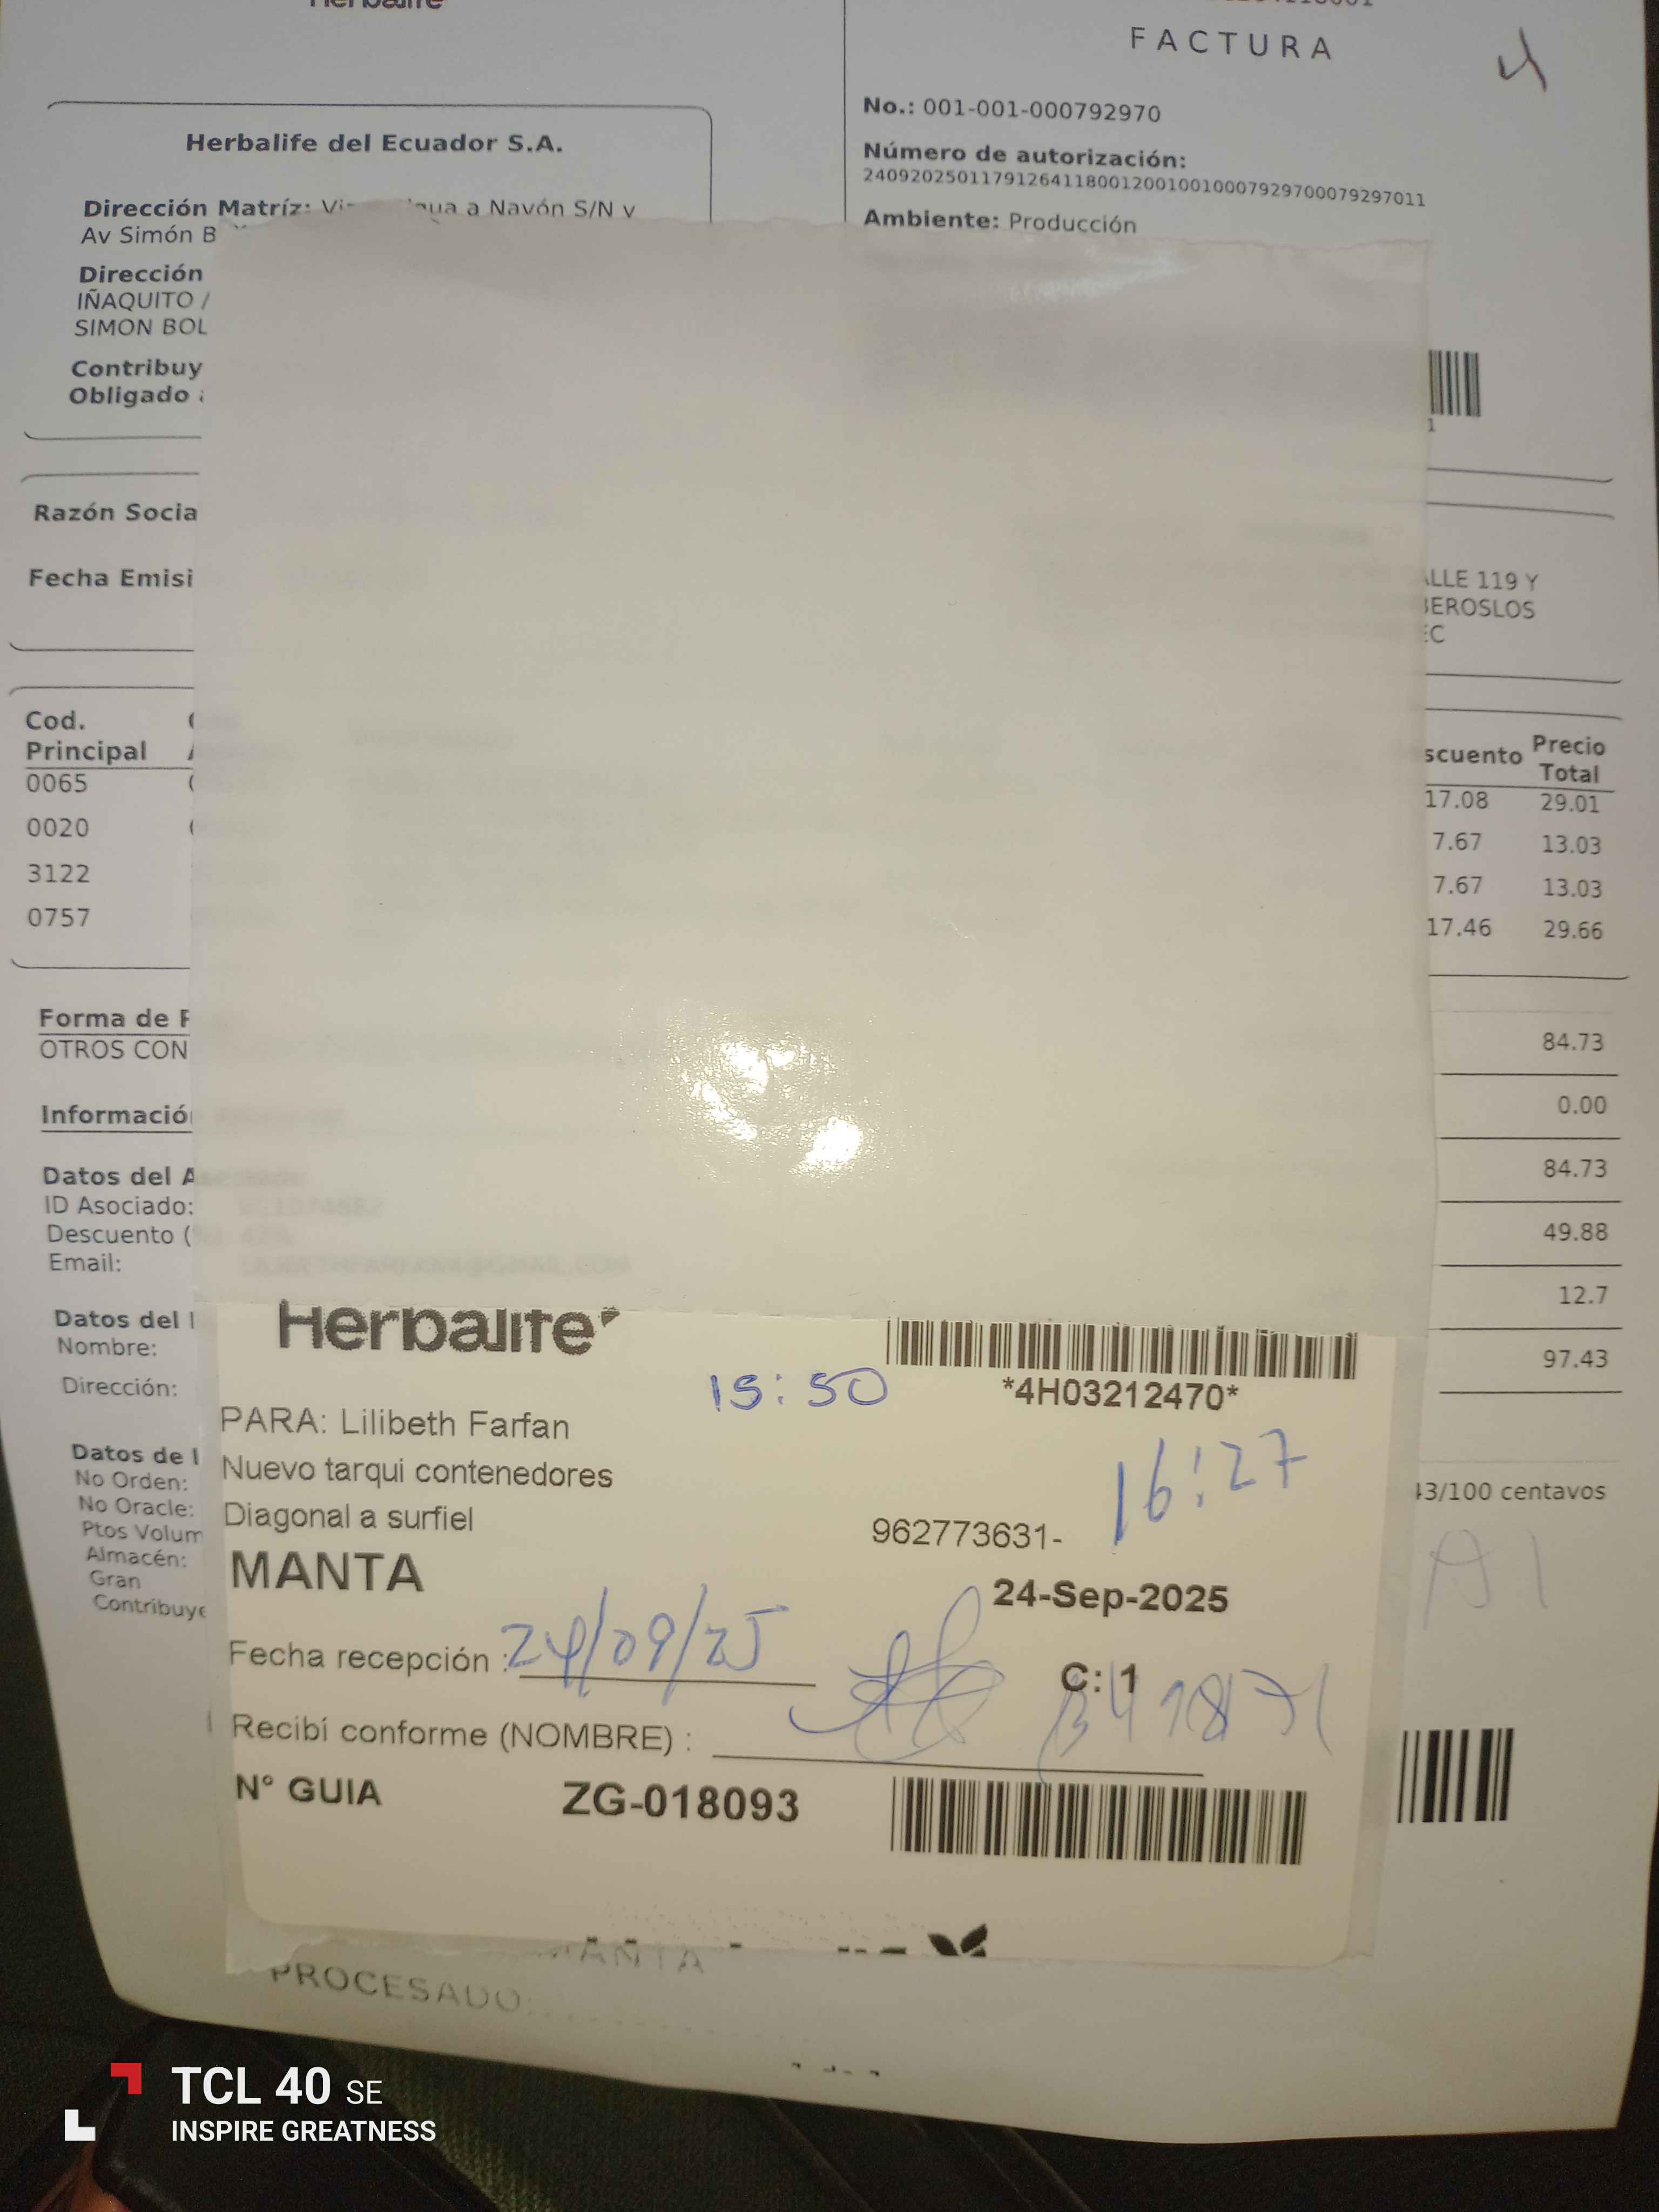 Herbalife
FACTURA
No.: 001-001-000792970
Número de autorización:
2409202501179126411800120010010007929700079297011
Ambiente: Producción
Herbalife del Ecuador S.A.
Dirección Matríz: a Nayón S/N y
Av Simón
Dirección
IÑAQUITO /
SIMON BOL
Contribuy
Obligado
1
Razón Socia
Fecha Emisi
ALLE 119 Y
BEROSLOS
EC
Cod.
Principal
scuento Precio
Total
0065 17.08 29.01
0020 7.67 13.03
3122 7.67 13.03
0757 17.46 29.66
Forma de P
OTROS CON
84.73
0.00
Informació
84.73
Datos del A
ID Asociado:
Descuento (
Email:
49.88
12.7
97.43
Datos del
Nombre:
Dirección:
Datos de
No Orden:
No Oracle:
Ptos Volum
Almacén:
Gran
Contribuye
43/100 centavos
A1
Herbalife
15:50
*4H03212470*
PARA: Lilibeth Farfan
16:27
Nuevo tarqui contenedores
Diagonal a surfiel
962773631-
MANTA
24-Sep-2025
Fecha recepción : 24/09/25
C: 1
Recibí conforme (NOMBRE) :
N° GUIA ZG-018093
MANTA
PROCESADO:
TCL 40 SE
INSPIRE GREATNESS